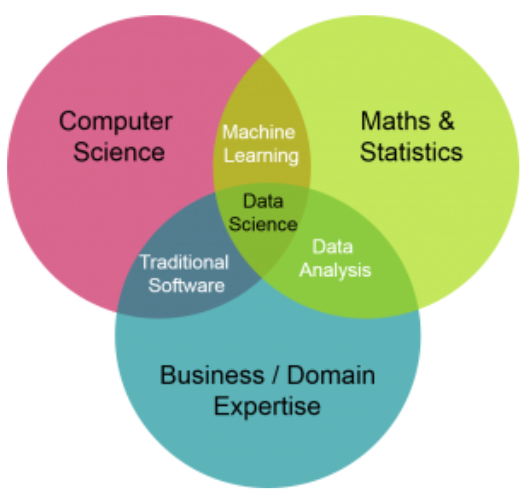 Computer
Science
Maths &
Statistics
Machine
Learning
Data
Science
Data
Analysis
Traditional
Software
Business / Domain
Expertise